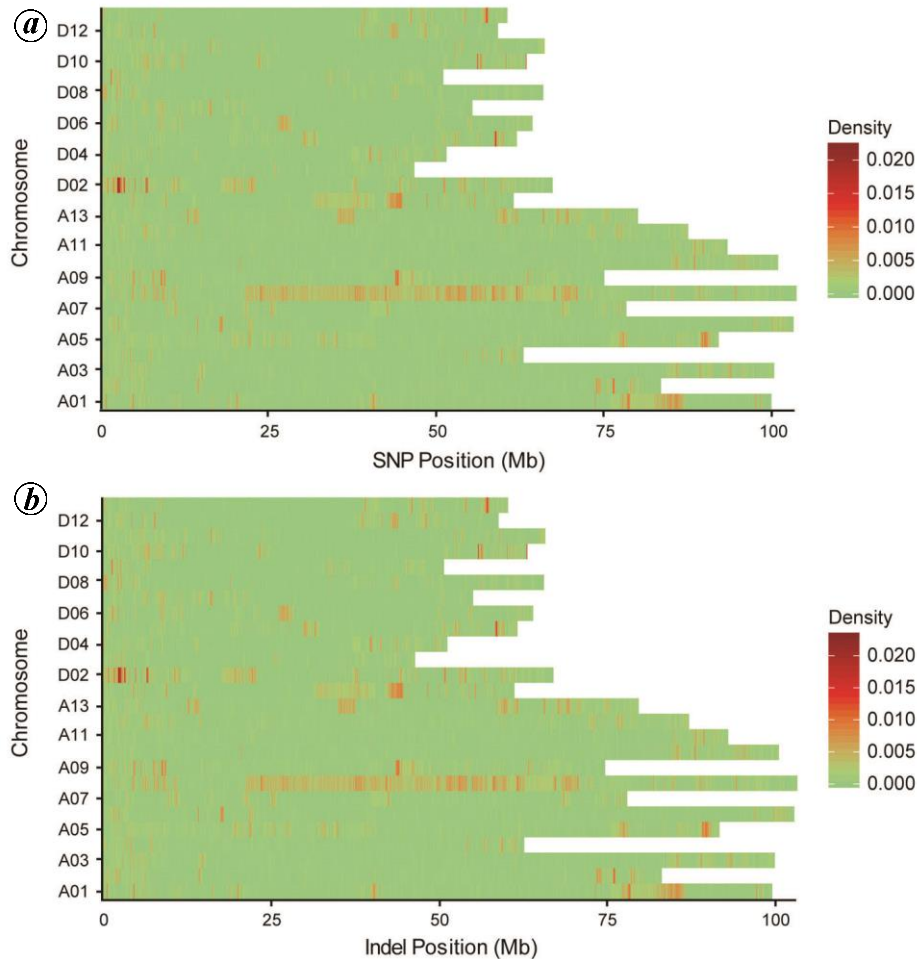 a
Chromosome
D12
D10
D08
D06
D04
D02
A13
A11
A09
A07
A05
A03
A01
0 25 50 75 100
SNP Position (Mb)
Density
0.020
0.015
0.010
0.005
0.000
b
Chromosome
D12
D10
D08
D06
D04
D02
A13
A11
A09
A07
A05
A03
A01
0 25 50 75 100
Indel Position (Mb)
Density
0.020
0.015
0.010
0.005
0.000